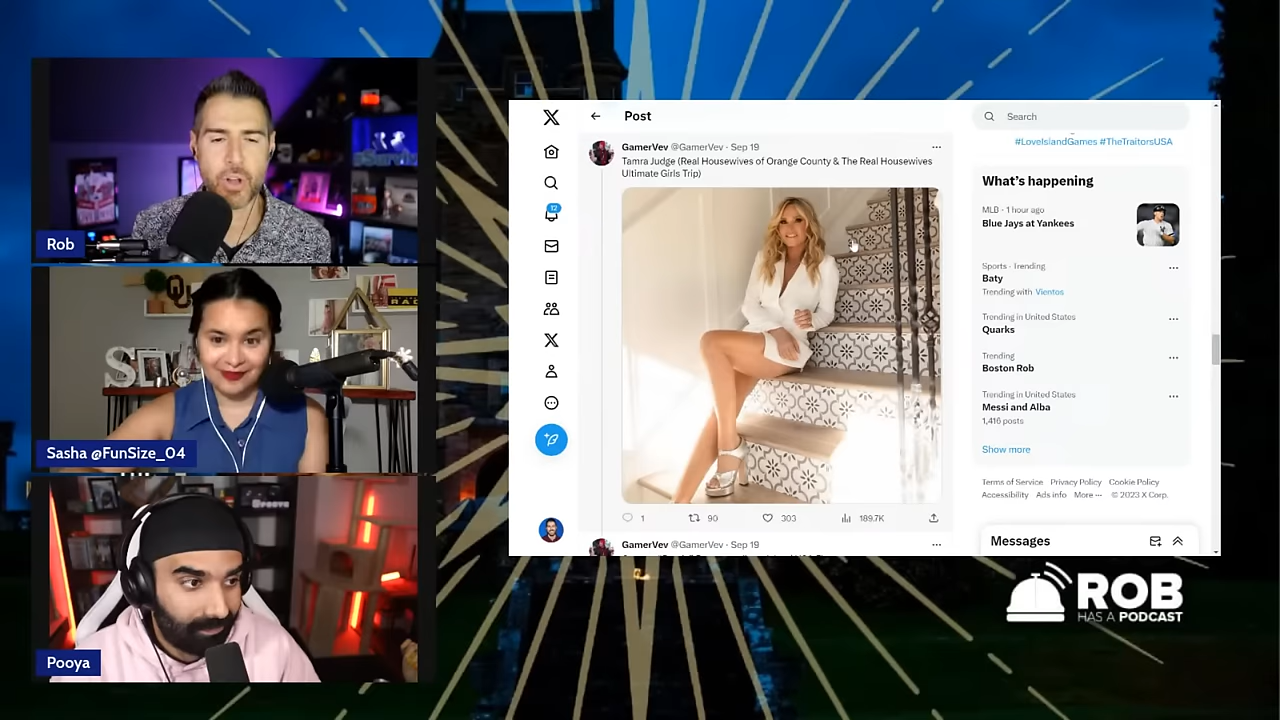 Rob
Sasha @FunSize_04
Pooya
Post
GamerVev @GamerVev · Sep 19
Tamra Judge (Real Housewives of Orange County & The Real Housewives
Ultimate Girls Trip)
1
90
303
189.7K
GamerVev @GamerVev · Sep 19
12
Search
#LoveIslandGames #TheTraitorsUSA
What's happening
MLB · 1 hour ago
Blue Jays at Yankees
Sports · Trending
Baty
Trending with Vientos
Trending in United States
Quarks
Trending
Boston Rob
Trending in United States
Messi and Alba
1,416 posts
Show more
Terms of Service Privacy Policy Cookie Policy
Accessibility Ads info More ··· © 2023 X Corp.
Messages
ROB
HAS A PODCAST